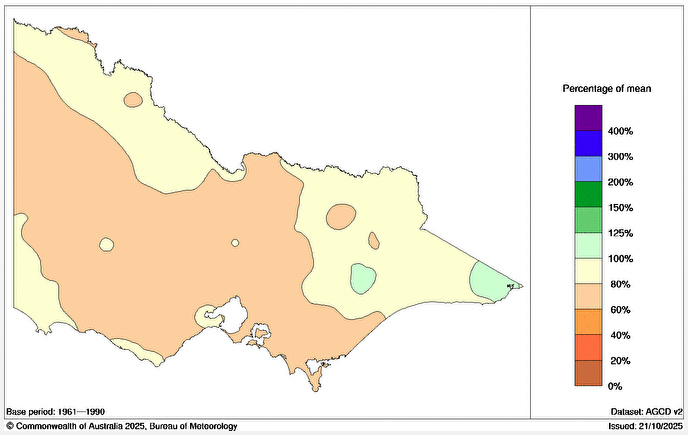 Percentage of mean
400%
300%
200%
150%
125%
100%
80%
60%
40%
20%
0%
Base period: 1961—1990
Dataset: AGCD v2
© Commonwealth of Australia 2025, Bureau of Meteorology
Issued: 21/10/2025